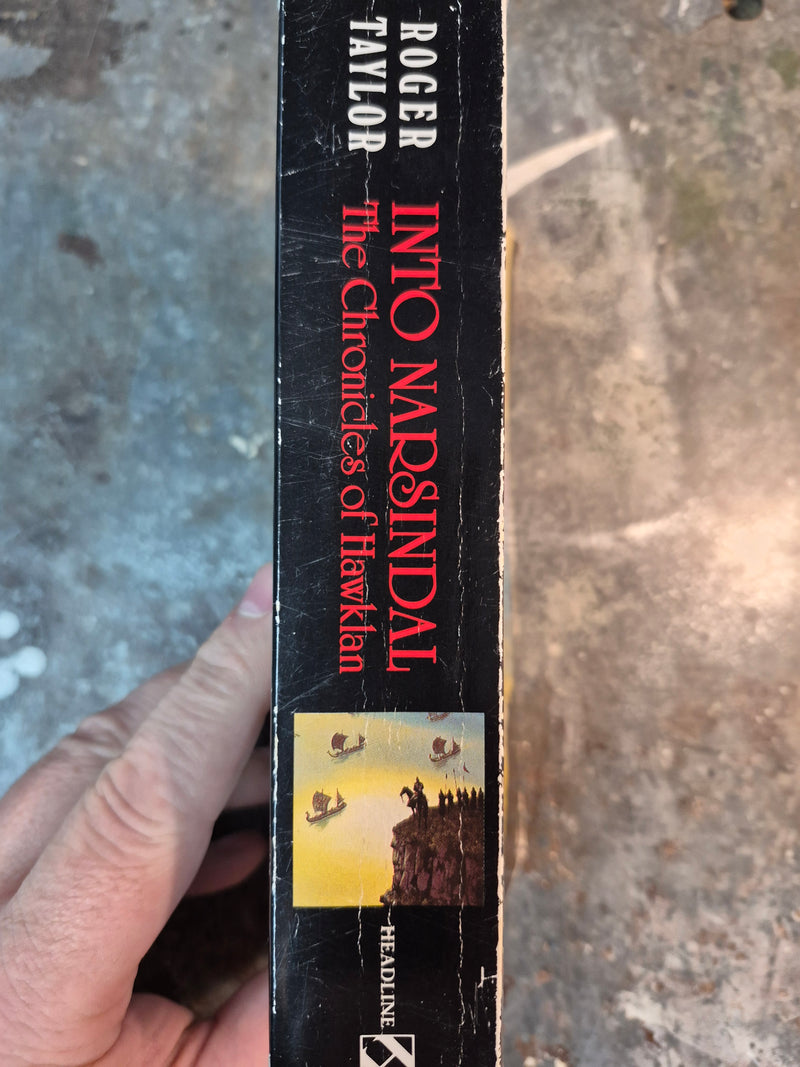 ROGER
TAYLOR
INTO NARSINDAL
The Chronicles of Hawklan
HEADLINE